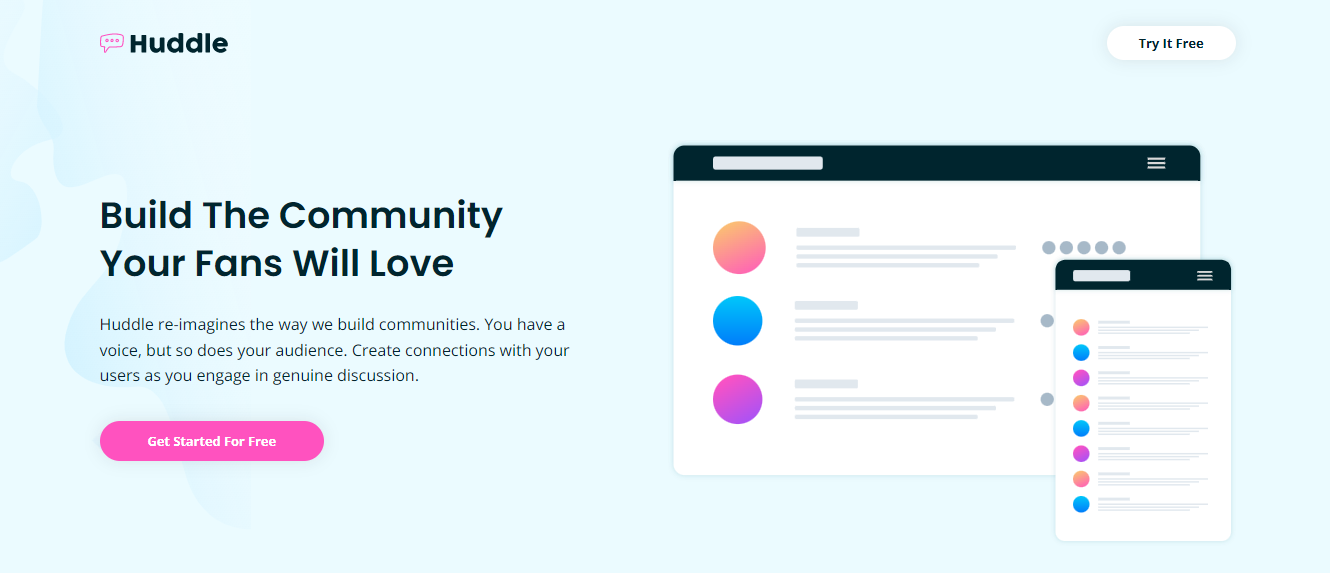 Huddle
Try It Free
Build The Community
Your Fans Will Love
Huddle re-imagines the way we build communities. You have a
voice, but so does your audience. Create connections with your
users as you engage in genuine discussion.
Get Started For Free